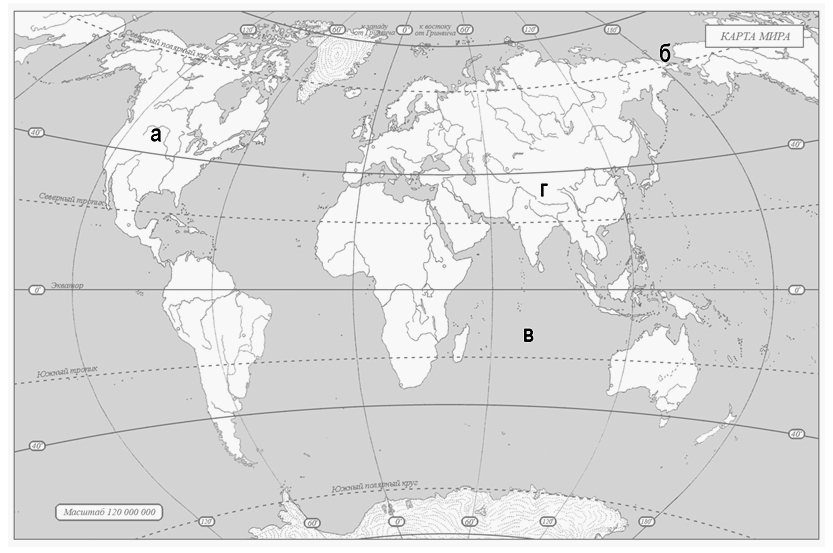 120° 60° к западу от Гринвича 0° к востоку от Гринвича 60° 120° 180°
Северный полярный круг
КАРТА МИРА
б
а
40° 40°
г
Северный тропик
0° Экватор 0°
в
Южный тропик
40° 40°
Южный полярный круг
Масштаб 120 000 000
120° 60° 0° 60° 120° 180°